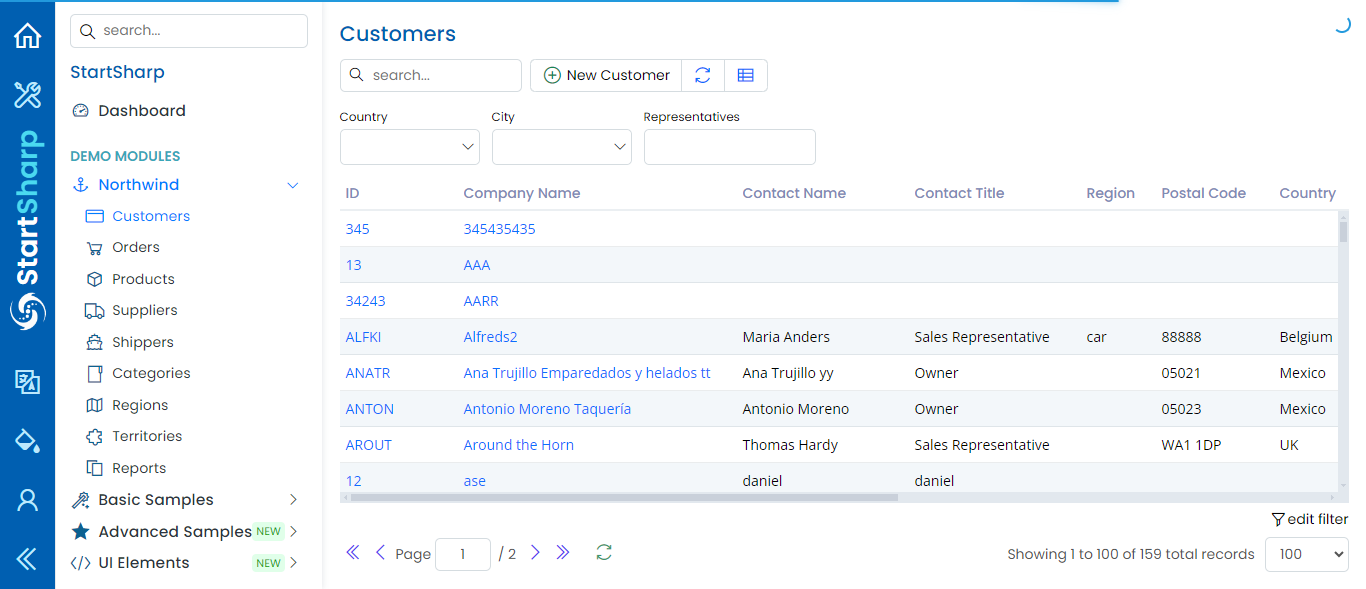 StartSharp
search...
StartSharp
Dashboard
DEMO MODULES
Northwind
Customers
Orders
Products
Suppliers
Shippers
Categories
Regions
Territories
Reports
Basic Samples
Advanced Samples NEW
UI Elements NEW
Customers
search... New Customer
Country City Representatives
ID Company Name Contact Name Contact Title Region Postal Code Country
345 345435435
13 AAA
34243 AARR
ALFKI Alfreds2 Maria Anders Sales Representative car 88888 Belgium
ANATR Ana Trujillo Emparedados y helados tt Ana Trujillo yy Owner 05021 Mexico
ANTON Antonio Moreno Taquería Antonio Moreno Owner 05023 Mexico
AROUT Around the Horn Thomas Hardy Sales Representative WA1 1DP UK
12 ase daniel daniel
edit filter
Page 1 / 2 Showing 1 to 100 of 159 total records 100